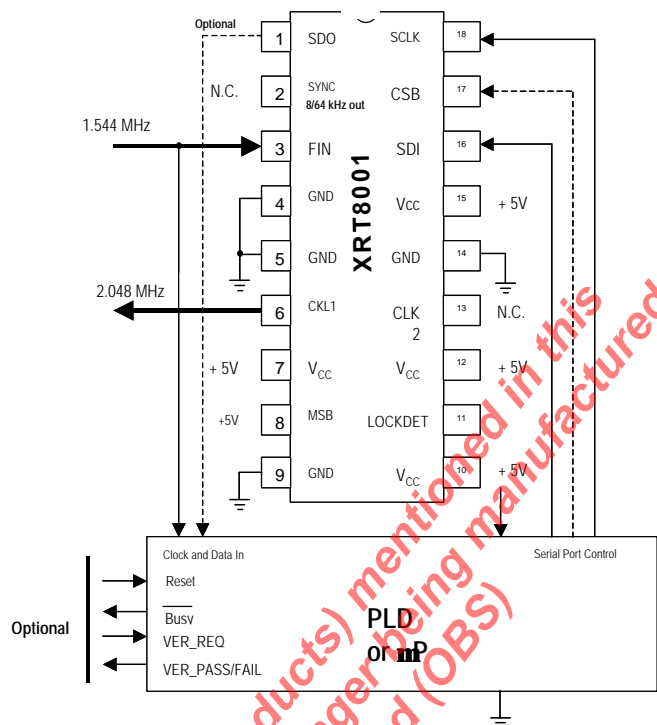 Optional
1 SDO SCLK 18
N.C. 2 SYNC CSB 17
8/64 kHz out
1.544 MHz
3 FIN SDI 16
4 GND Vcc 15 + 5V
XRT8001
5 GND GND 14
2.048 MHz
6 CKL1 CLK 13 N.C.
2
+ 5V 7 VCC VCC 12 + 5V
+5V 8 MSB LOCKDET 11
9 GND VCC 10 + 5V
Clock and Data In Serial Port Control
Reset
Busy
Optional
VER_REQ
VER_PASS/FAIL
PLD
or mP
ducts) mentioned in this
nger being manufactured
d (OBS)